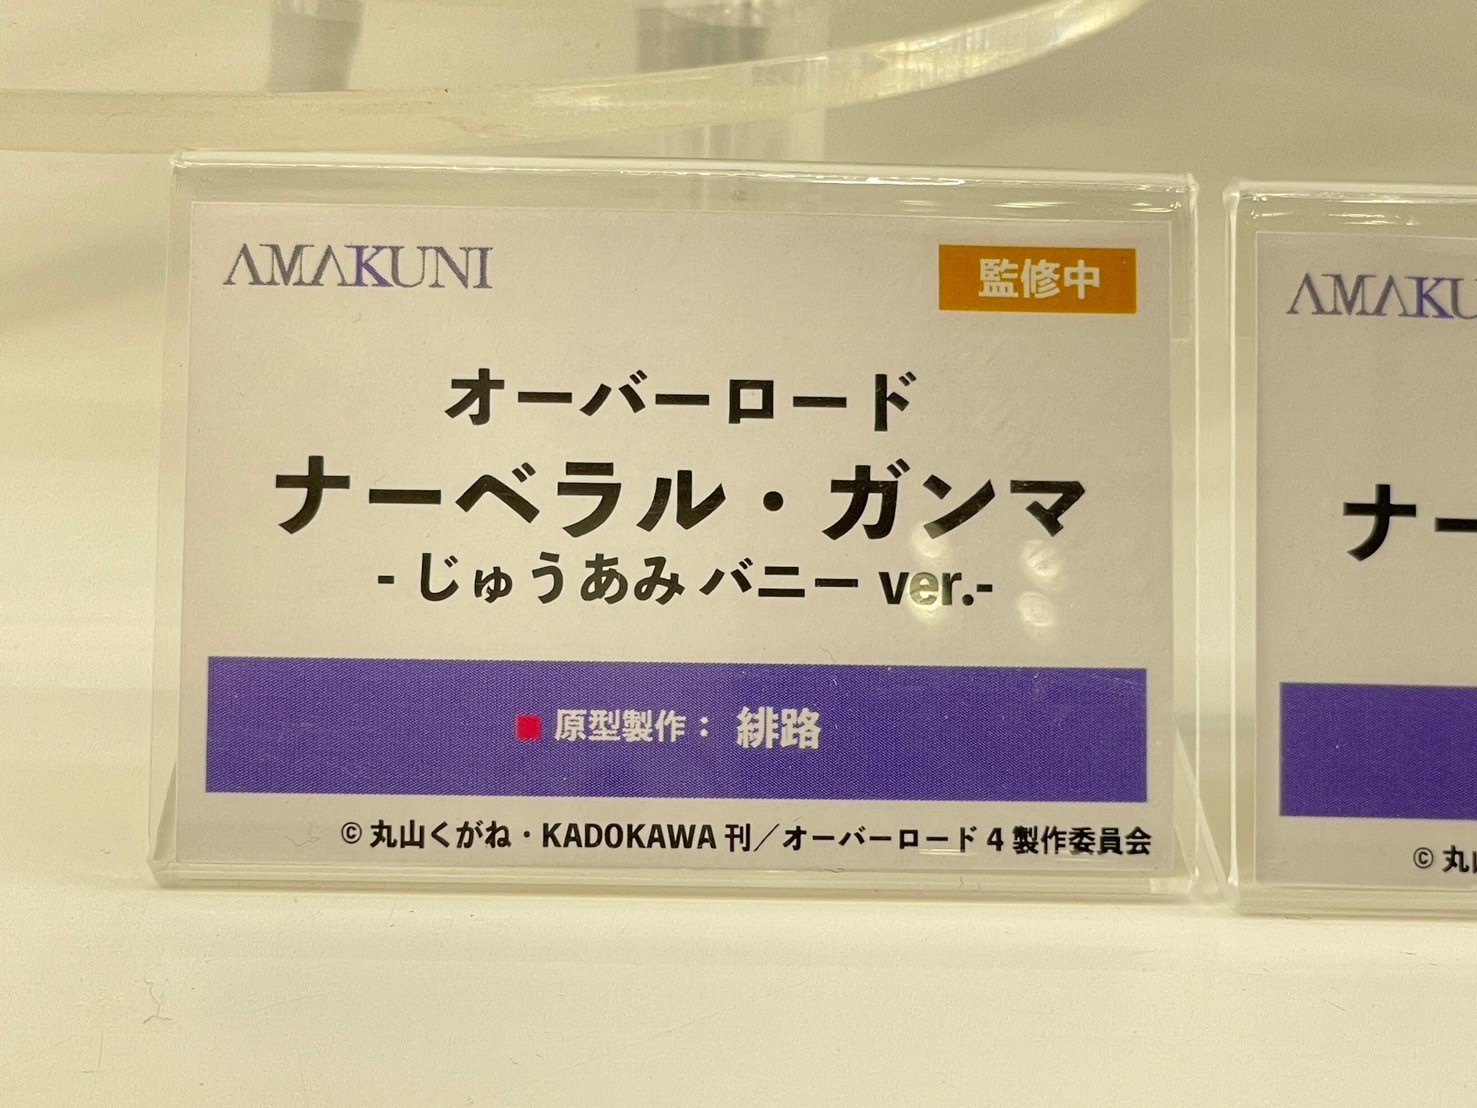 AMAKUNI
監修中
オーバーロード
ナーベラル・ガンマ
- じゅうあみ バニー ver.-
■ 原型製作： 緋路
© 丸山くがね・KADOKAWA 刊／オーバーロード 4 製作委員会
AMAKU
ナー
© 丸